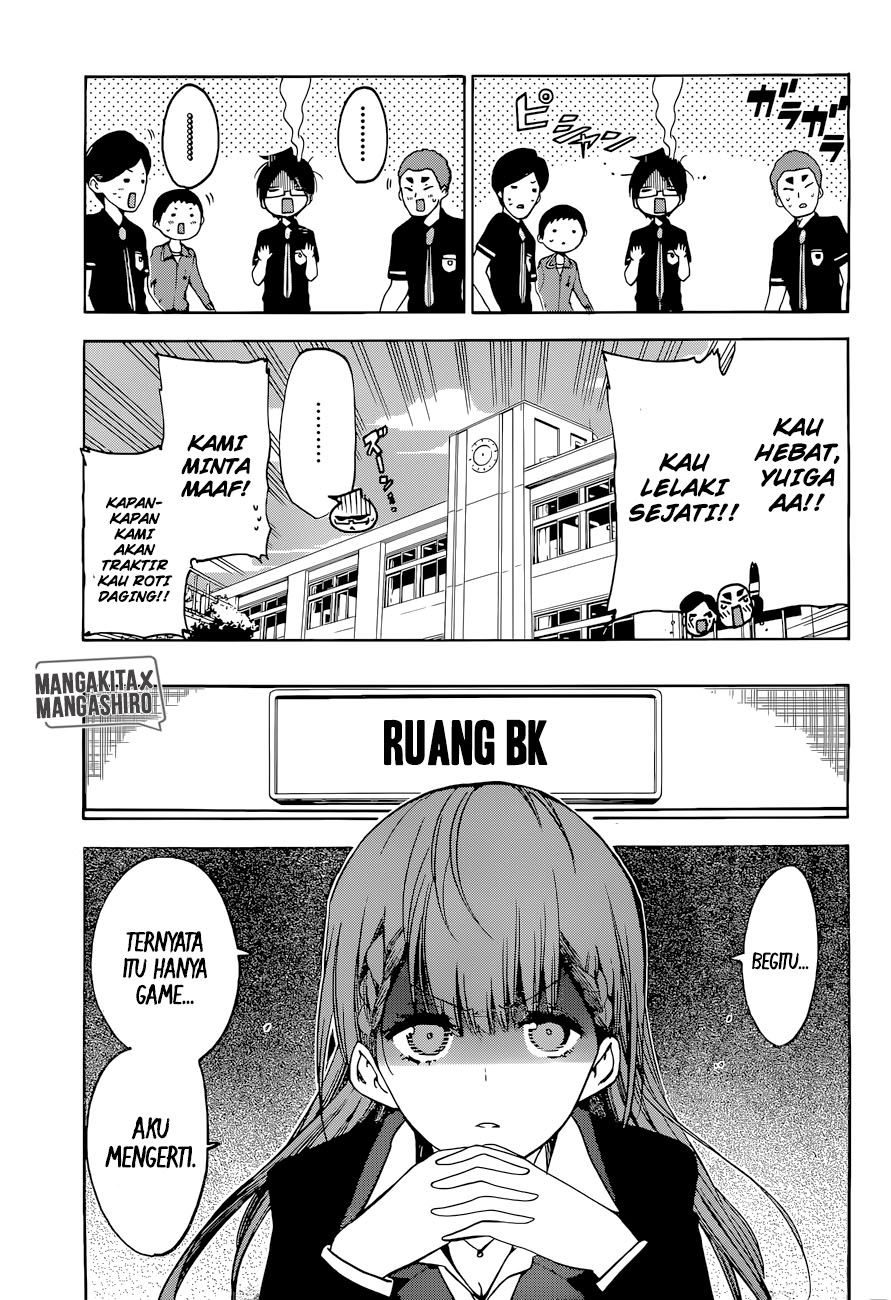 ガラガラ
ピシャン
.........
.........
KAU
HEBAT,
YUIGA
AA!!
KAU
LELAKI
SEJATI!!
.........
ズーン...
KAMI
MINTA
MAAF!
KAPAN-
KAPAN
KAMI
AKAN
TRAKTIR
KAU ROTI
DAGING!!
MANGAKITA X
MANGASHIRO
RUANG BK
BEGITU...
TERNYATA
ITU HANYA
GAME...
AKU
MENGERTI.